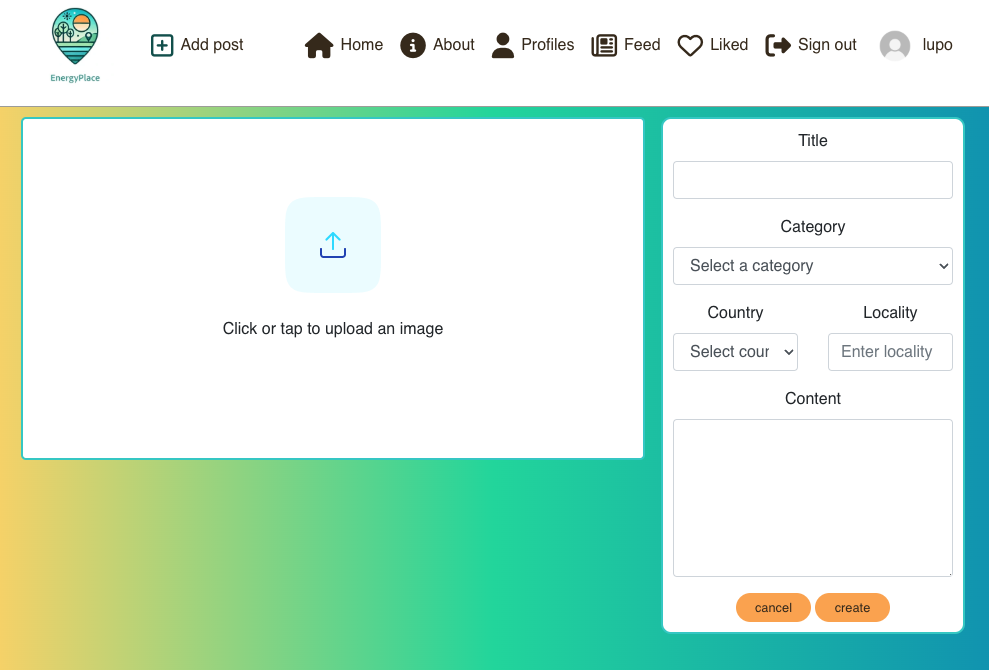 EnergyPlace
Add post
Home
About
Profiles
Feed
Liked
Sign out
lupo
Click or tap to upload an image
Title
Category
Select a category
Country Locality
Select cour Enter locality
Content
cancel create